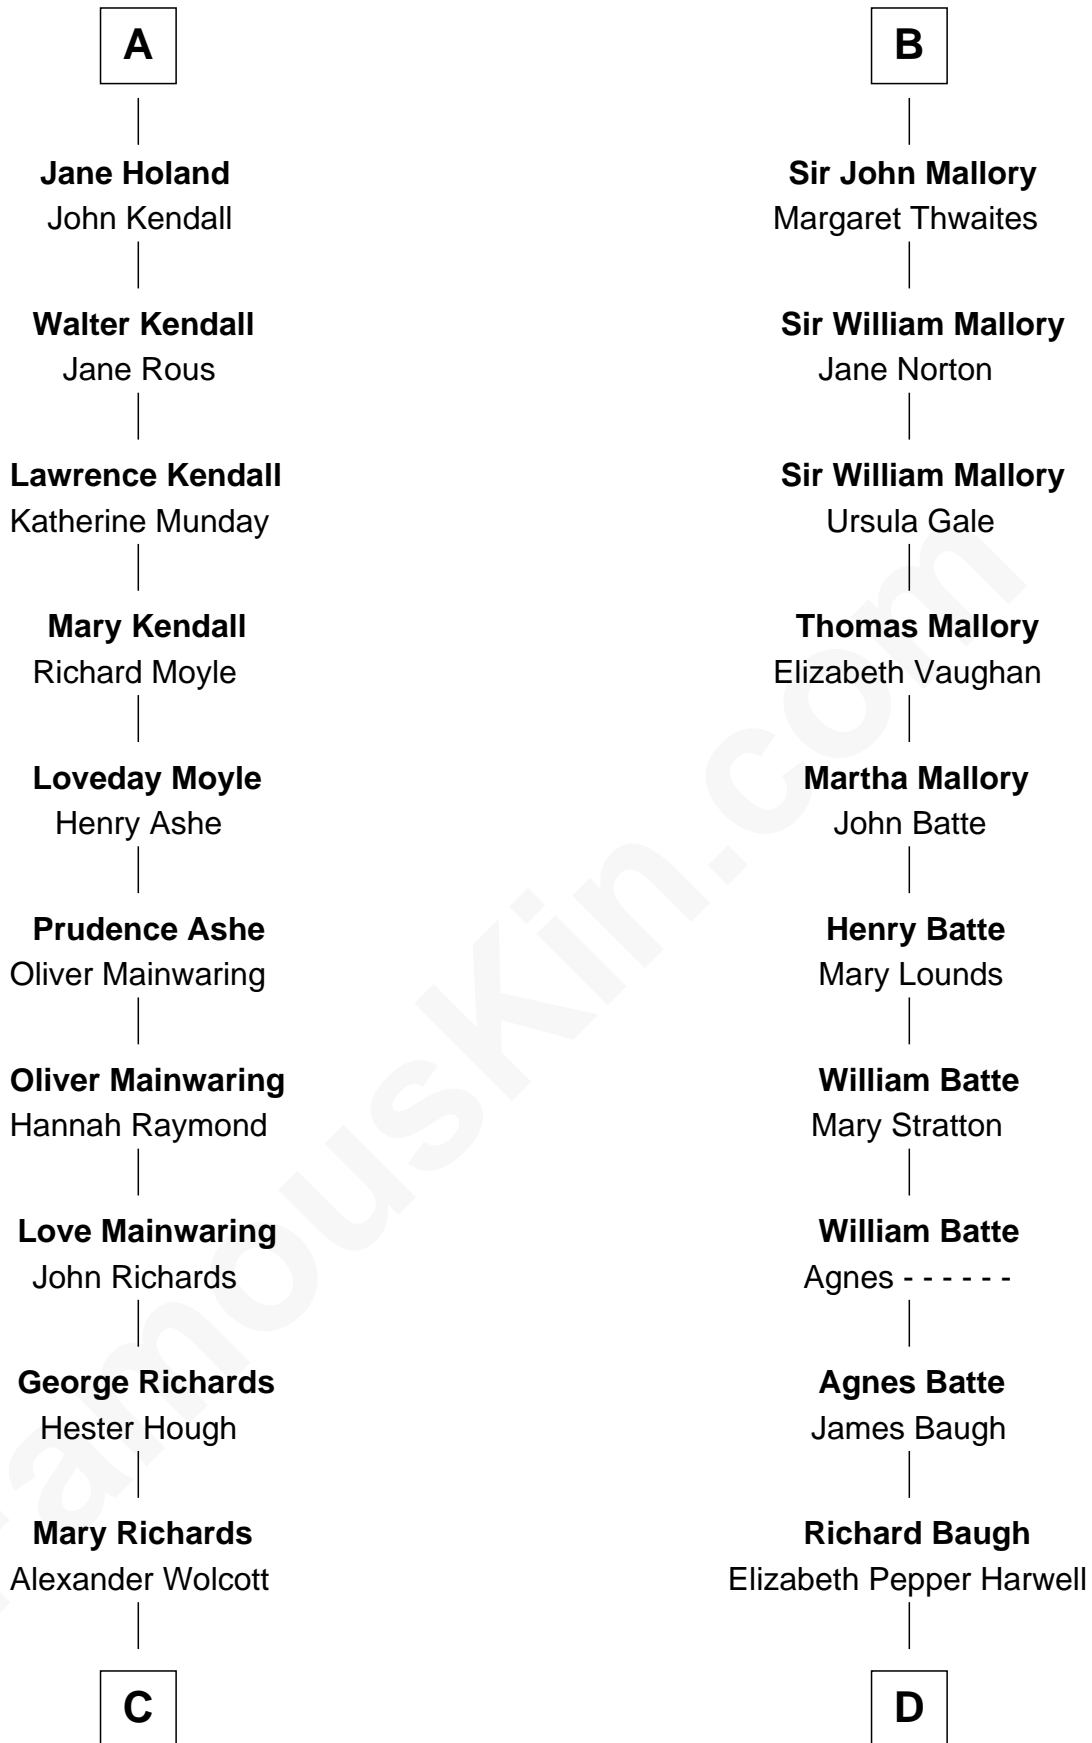 A
Jane Holand
John Kendall
Walter Kendall
Jane Rous
Lawrence Kendall
Katherine Munday
Mary Kendall
Richard Moyle
Loveday Moyle
Henry Ashe
Prudence Ashe
Oliver Mainwaring
Oliver Mainwaring
Hannah Raymond
Love Mainwaring
John Richards
George Richards
Hester Hough
Mary Richards
Alexander Wolcott
C
B
Sir John Mallory
Margaret Thwaites
Sir William Mallory
Jane Norton
Sir William Mallory
Ursula Gale
Thomas Mallory
Elizabeth Vaughan
Martha Mallory
John Batte
Henry Batte
Mary Lounds
William Batte
Mary Stratton
William Batte
Agnes - - - - - -
Agnes Batte
James Baugh
Richard Baugh
Elizabeth Pepper Harwell
D
FamousKin.com